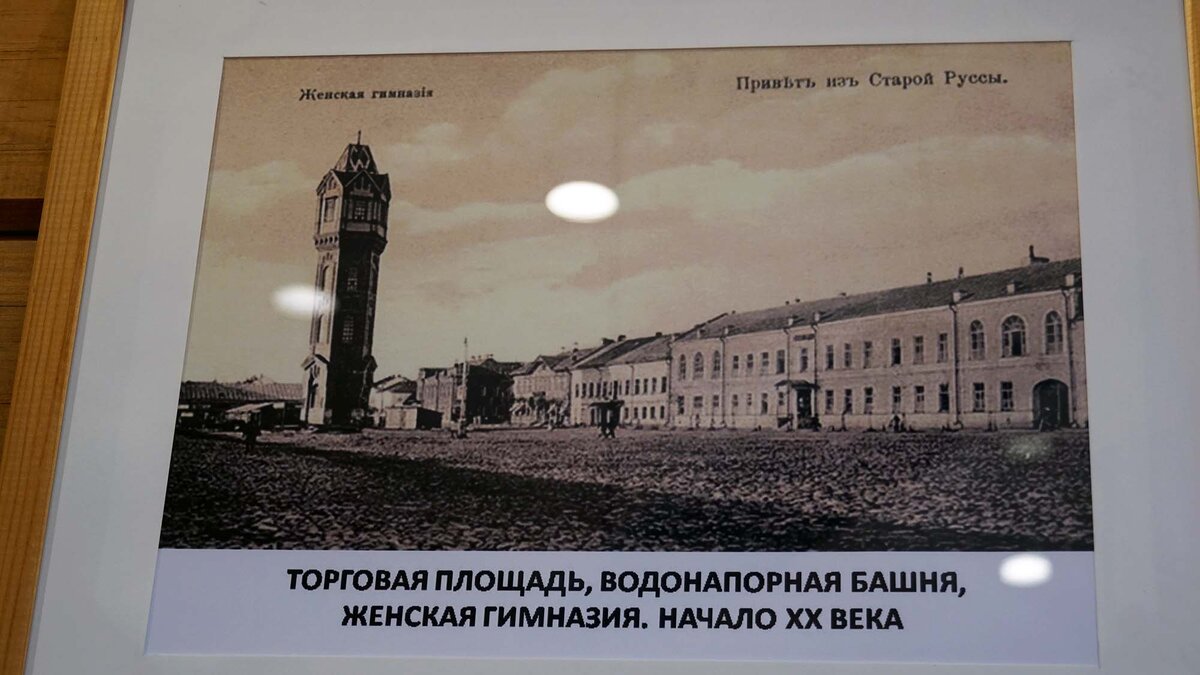 Женская гимназія
Привѣтъ изъ Старой Руссы.
ТОРГОВАЯ ПЛОЩАДЬ, ВОДОНАПОРНАЯ БАШНЯ,
ЖЕНСКАЯ ГИМНАЗИЯ. НАЧАЛО XX ВЕКА